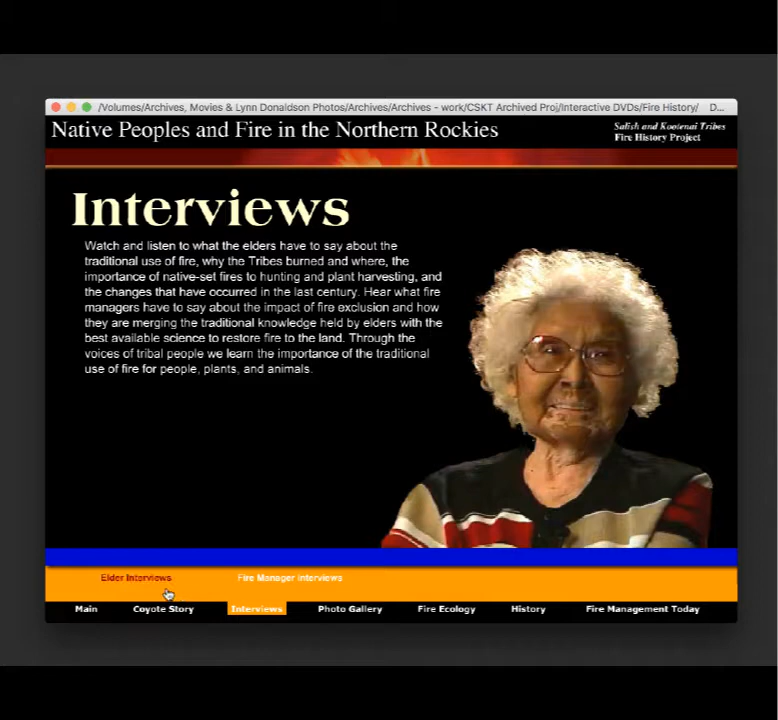 /Volumes/Archives, Movies & Lynn Donaldson Photos/Archives/Archives - work/CSKT Archived Proj/Interactive DVDs/Fire History/ D...
Native Peoples and Fire in the Northern Rockies
Salish and Kootenai Tribes
Fire History Project
Interviews
Watch and listen to what the elders have to say about the
traditional use of fire, why the Tribes burned and where, the
importance of native-set fires to hunting and plant harvesting, and
the changes that have occurred in the last century. Hear what fire
managers have to say about the impact of fire exclusion and how
they are merging the traditional knowledge held by elders with the
best available science to restore fire to the land. Through the
voices of tribal people we learn the importance of the traditional
use of fire for people, plants, and animals.
Elder Interviews Fire Manager Interviews
Main Coyote Story Interviews Photo Gallery Fire Ecology History Fire Management Today